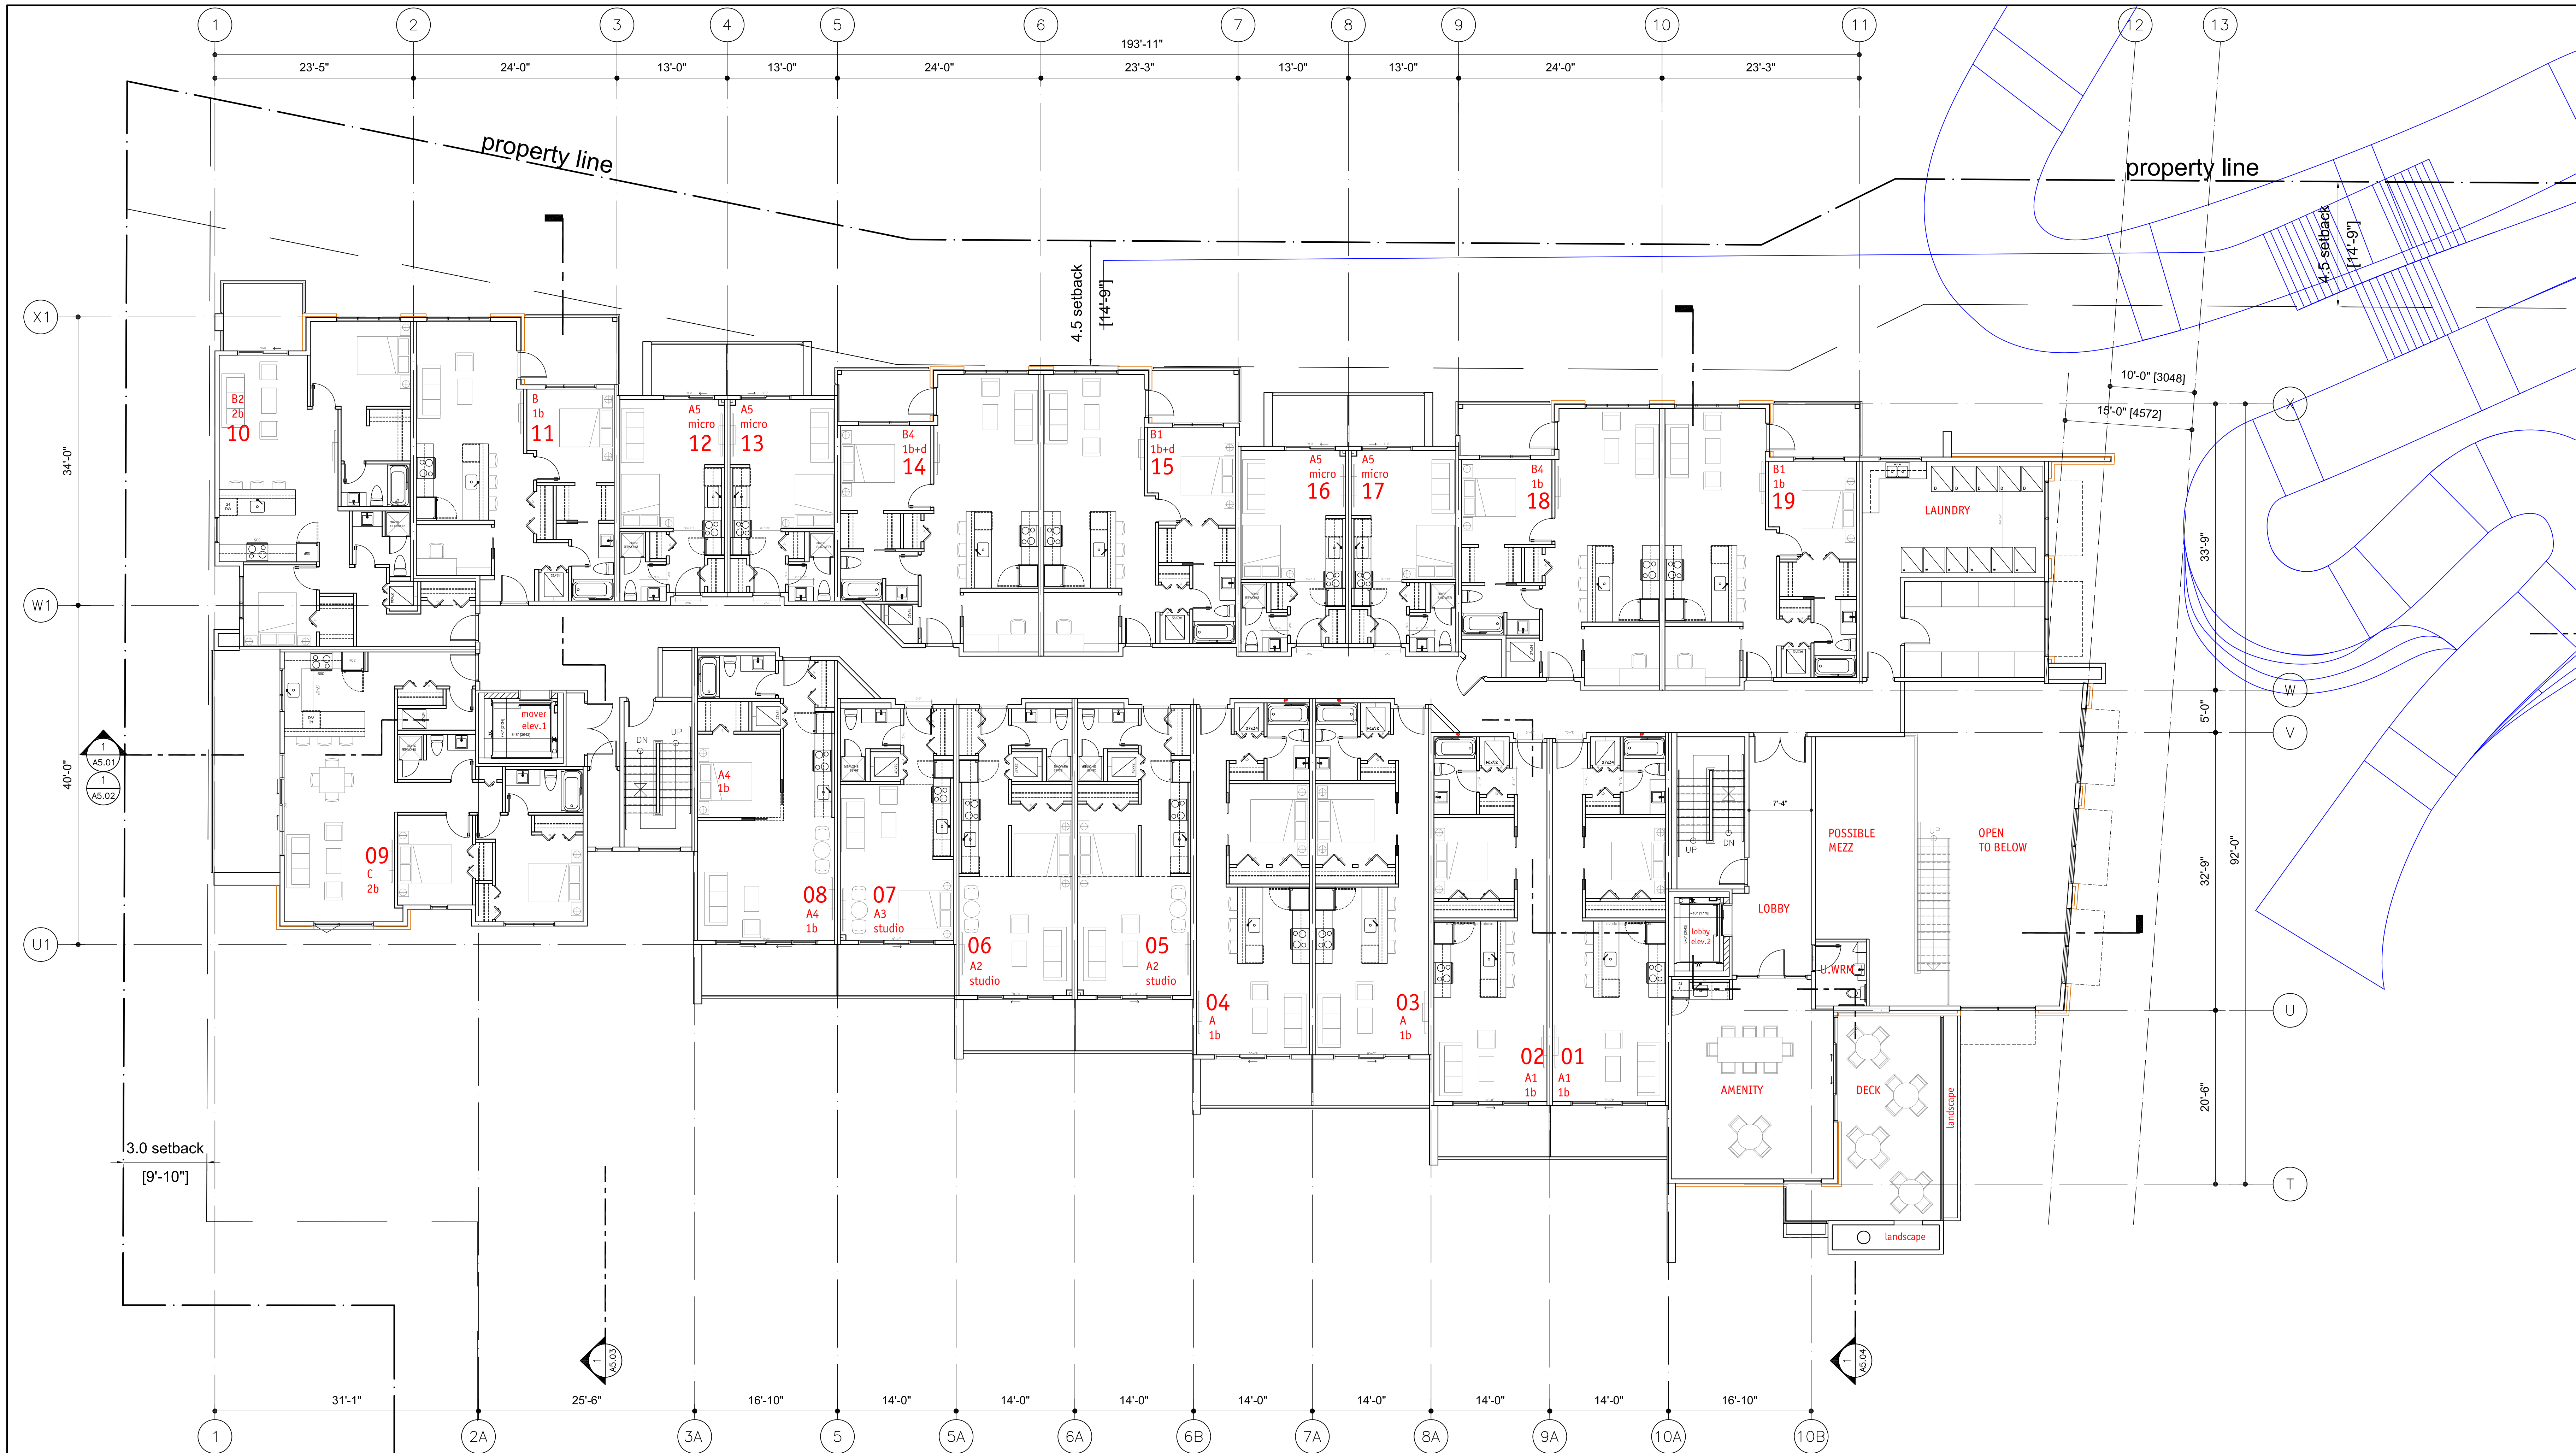 1 2 3 4 5 6 7 8 9 10 11 12 13
193'-11"
23'-5" 24'-0" 13'-0" 13'-0" 24'-0" 23'-3" 13'-0" 13'-0" 24'-0" 23'-3"
property line
property line
4.5 setback
[14'-9"]
4.5 setback
[14'-9"]
10'-0" [3048]
15'-0" [4572]
X1
W1
U1
34'-0"
40'-0"
X
W
V
U
T
33'-9"
5'-0"
32'-9"
92'-0"
20'-6"
B2
2b
10
B
1b
11
A5
micro
12
A5
micro
13
B4
1b+d
14
B1
1b+d
15
A5
micro
16
A5
micro
17
B4
1b
18
B1
1b
19
LAUNDRY
mover
elev.1
DN
UP
A4
1b
09
C
2b
08
A4
1b
07
A3
studio
06
A2
studio
05
A2
studio
04
A
1b
03
A
1b
02
A1
1b
01
A1
1b
UP
DN
7'-4"
LOBBY
lobby
elev.2
POSSIBLE
MEZZ
UP
OPEN
TO BELOW
U.WRM
AMENITY
DECK
landscape
landscape
1
A5.01
1
A5.02
3.0 setback
[9'-10"]
1
A5.03
1
A5.04
31'-1" 25'-6" 16'-10" 14'-0" 14'-0" 14'-0" 14'-0" 14'-0" 14'-0" 14'-0" 16'-10"
1 2A 3A 5 5A 6A 6B 7A 8A 9A 10A 10B